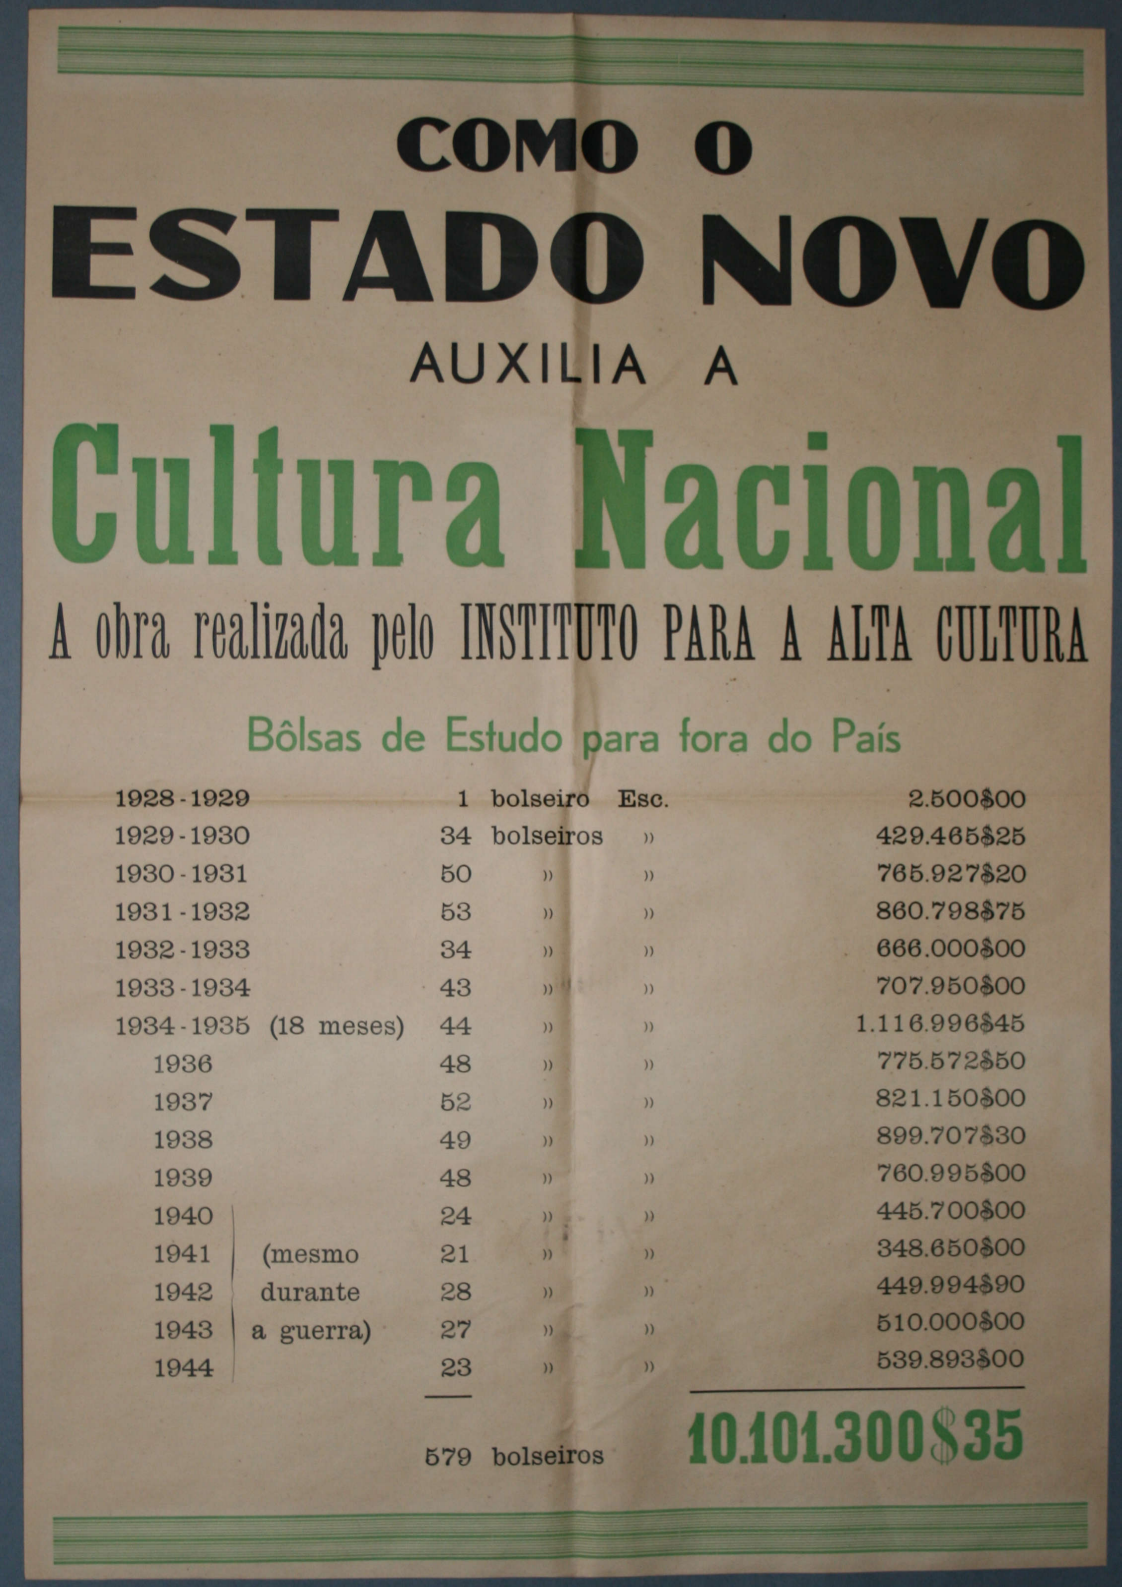 COMO O
ESTADO NOVO
AUXILIA A
Cultura Nacional
A obra realizada pelo INSTITUTO PARA A ALTA CULTURA
Bôlsas de Estudo para fora do País
1928-1929 1 bolseiro Esc. 2.500$00
1929-1930 34 bolseiros » 429.465$25
1930-1931 50 » » 765.927$20
1931-1932 53 » » 860.798$75
1932-1933 34 » » 666.000$00
1933-1934 43 » » 707.950$00
1934-1935 (18 meses) 44 » » 1.116.996$45
1936 48 » » 775.572$50
1937 52 » » 821.150$00
1938 49 » » 899.707$30
1939 48 » » 760.995$00
1940 24 » » 445.700$00
1941 (mesmo 21 » » 348.650$00
1942 durante 28 » » 449.994$90
1943 a guerra) 27 » » 510.000$00
1944 23 » » 539.893$00
579 bolseiros 10.101.300$35